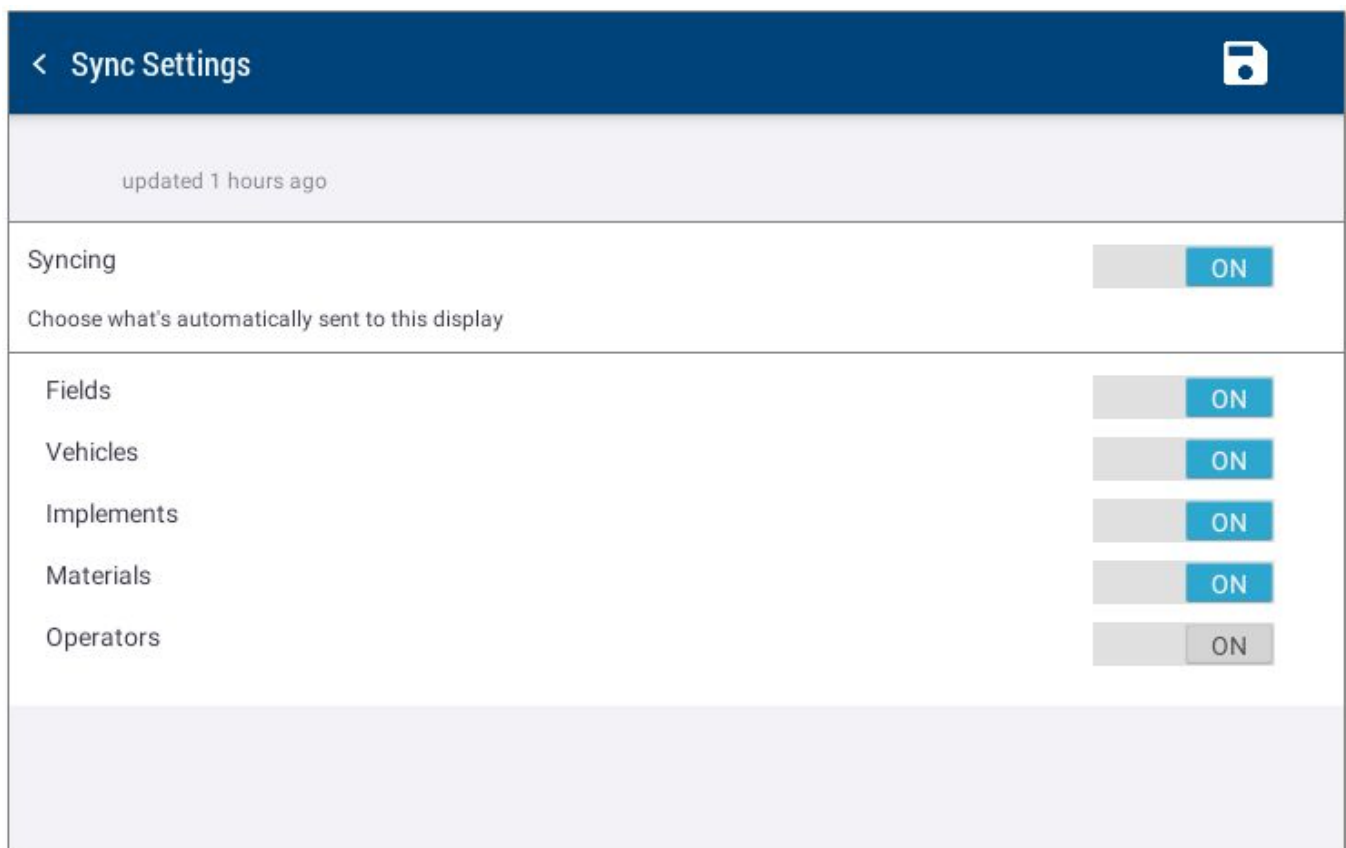 < Sync Settings
updated 1 hours ago
Syncing ON
Choose what's automatically sent to this display
Fields ON
Vehicles ON
Implements ON
Materials ON
Operators ON